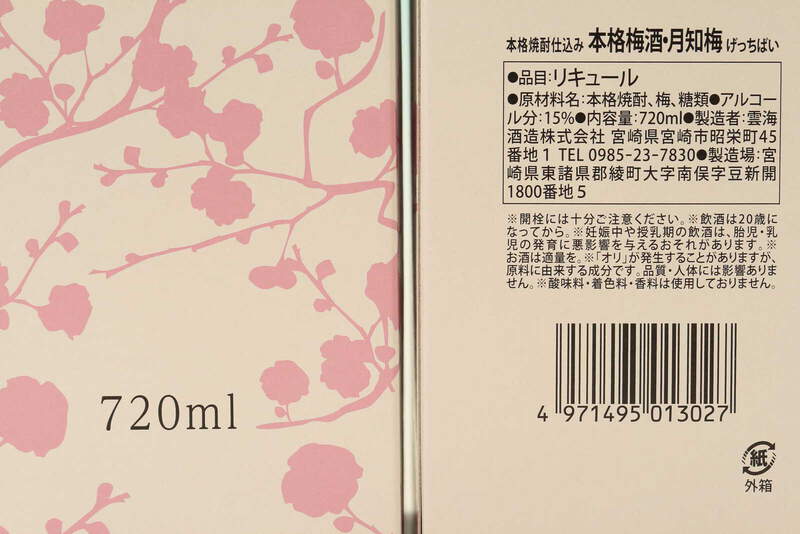 720ml
本格焼酎仕込み 本格梅酒・月知梅 げっちばい
●品目：リキュール
●原材料名：本格焼酎、梅、糖類●アルコー
ル分：15％●内容量：720ml●製造者：雲海
酒造株式会社 宮崎県宮崎市昭栄町45
番地1 TEL 0985-23-7830●製造場：宮
崎県東諸県郡綾町大字南俣字豆新開
1800番地5
※開栓には十分ご注意ください。※飲酒は20歳に
なってから。※妊娠中や授乳期の飲酒は、胎児・乳
児の発育に悪影響を与えるおそれがあります。※
お酒は適量を。※「オリ」が発生することがありますが、
原料に由来する成分です。品質・人体には影響ありま
せん。※酸味料・着色料・香料は使用しておりません。
4 971495 013027
紙
外箱